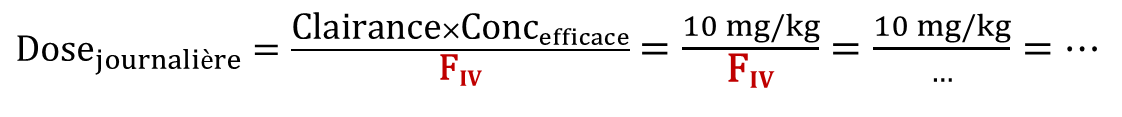 Dose_journalière = Clairance×Conc_efficace / F_IV = 10 mg/kg / F_IV = 10 mg/kg / ... = ⋯